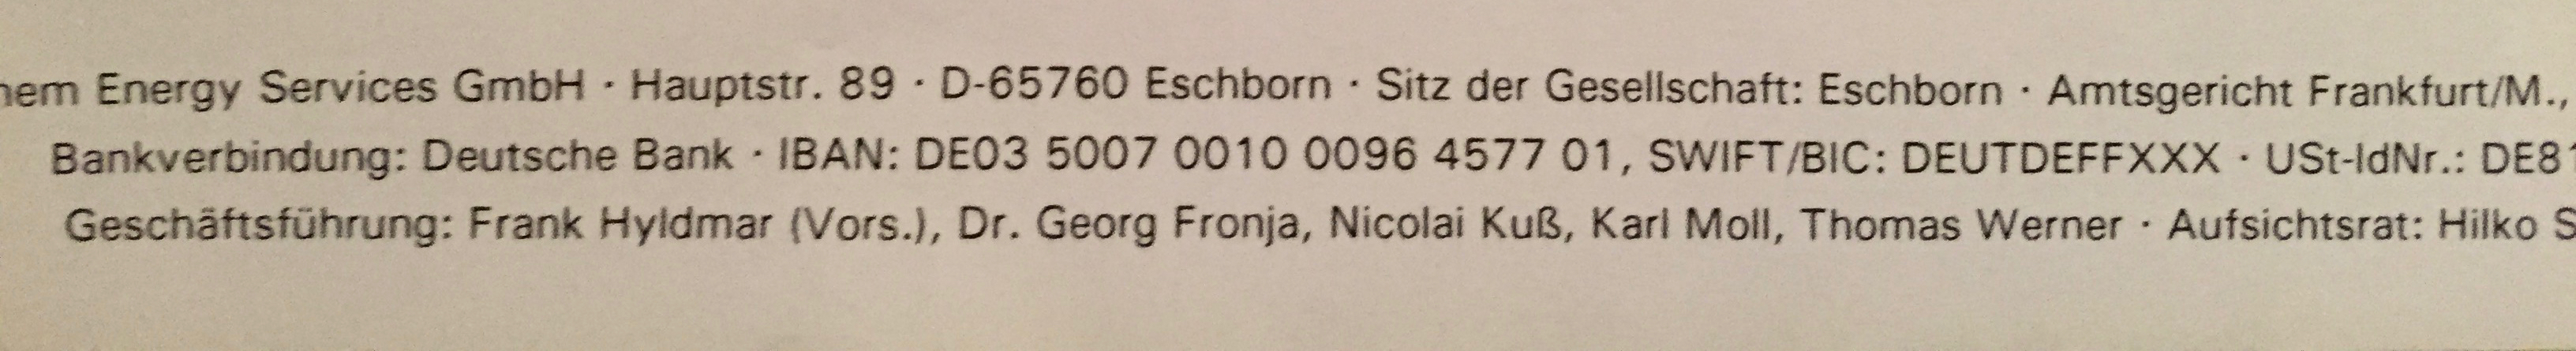 Energy Services GmbH · Hauptstr. 89 · D-65760 Eschborn · Sitz der Gesellschaft: Eschborn · Amtsgericht Frankfurt/M.,
Bankverbindung: Deutsche Bank · IBAN: DE03 5007 0010 0096 4577 01, SWIFT/BIC: DEUTDEFFXXX · USt-IdNr.:
Geschäftsführung: Frank Hyldmar (Vors.), Dr. Georg Fronja, Nicolai Kuß, Karl Moll, Thomas Werner · Aufsichtsrat: Hilko